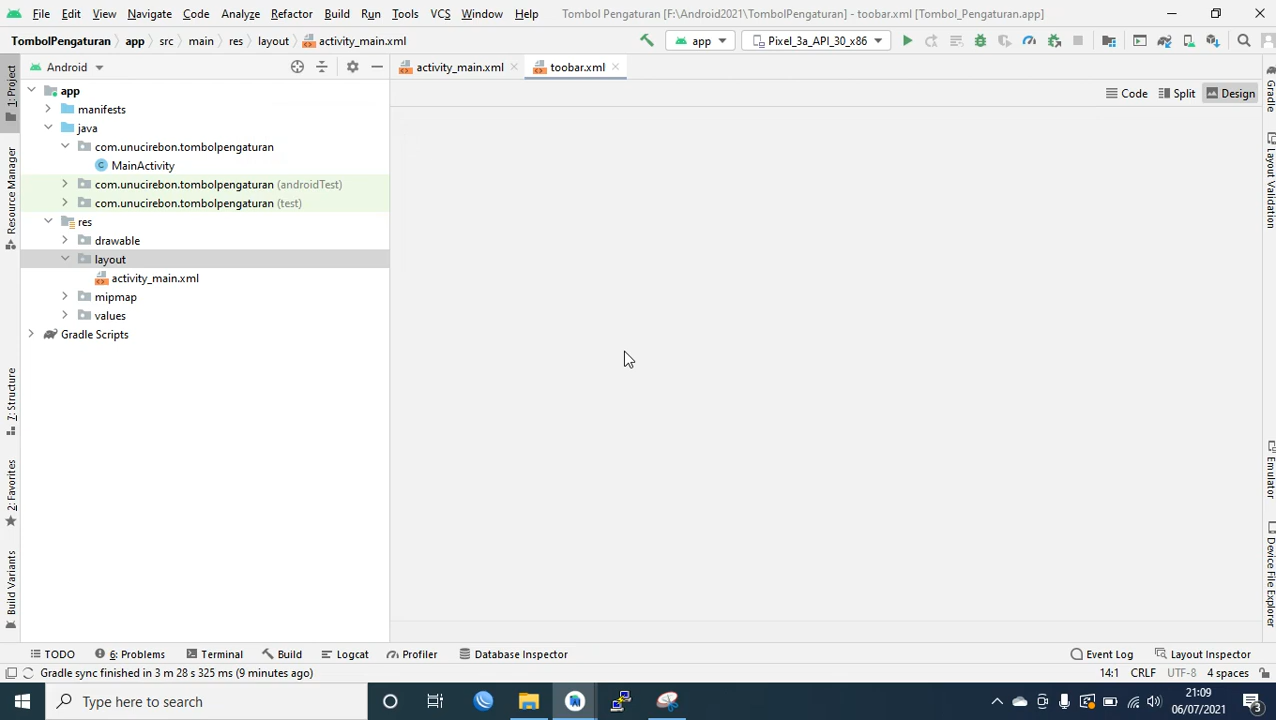 File Edit View Navigate Code Analyze Refactor Build Run Tools VCS Window Help Tombol Pengaturan [F:\Android2021\TombolPengaturan] - toobar.xml [Tombol_Pengaturan.app]
TombolPengaturan app src main res layout activity_main.xml app Pixel_3a_API_30_x86
Android
activity_main.xml toobar.xml
Code Split Design
app
manifests
java
com.unucirebon.tombolpengaturan
MainActivity
com.unucirebon.tombolpengaturan (androidTest)
com.unucirebon.tombolpengaturan (test)
res
drawable
layout
activity_main.xml
mipmap
values
Gradle Scripts
1: Project
Resource Manager
7: Structure
2: Favorites
Build Variants
Gradle
Layout Validation
Emulator
Device File Explorer
TODO 6: Problems Terminal Build Logcat Profiler Database Inspector Event Log Layout Inspector
Gradle sync finished in 3 m 28 s 325 ms (9 minutes ago) 14:1 CRLF UTF-8 4 spaces
Type here to search
21:09
06/07/2021
3